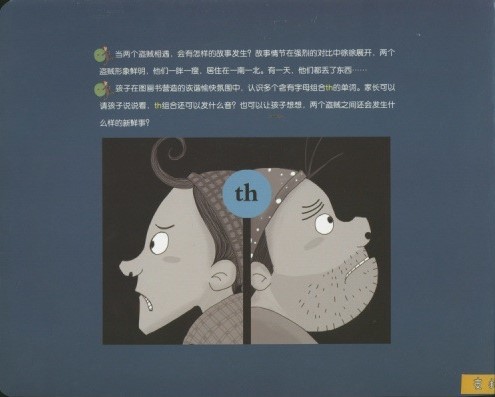 当两个盗贼相遇，会有怎样的故事发生？故事情节在强烈的对比中徐徐展开，两个
盗贼形象鲜明，他们一胖一瘦，居住在一南一北。有一天，他们都丢了东西……
孩子在图画书营造的诙谐愉快氛围中，认识多个含有字母组合th的单词。家长可以
请孩子说说看，th组合还可以发什么音？也可以让孩子想想，两个盗贼之间还会发生什
么样的新鲜事？
th